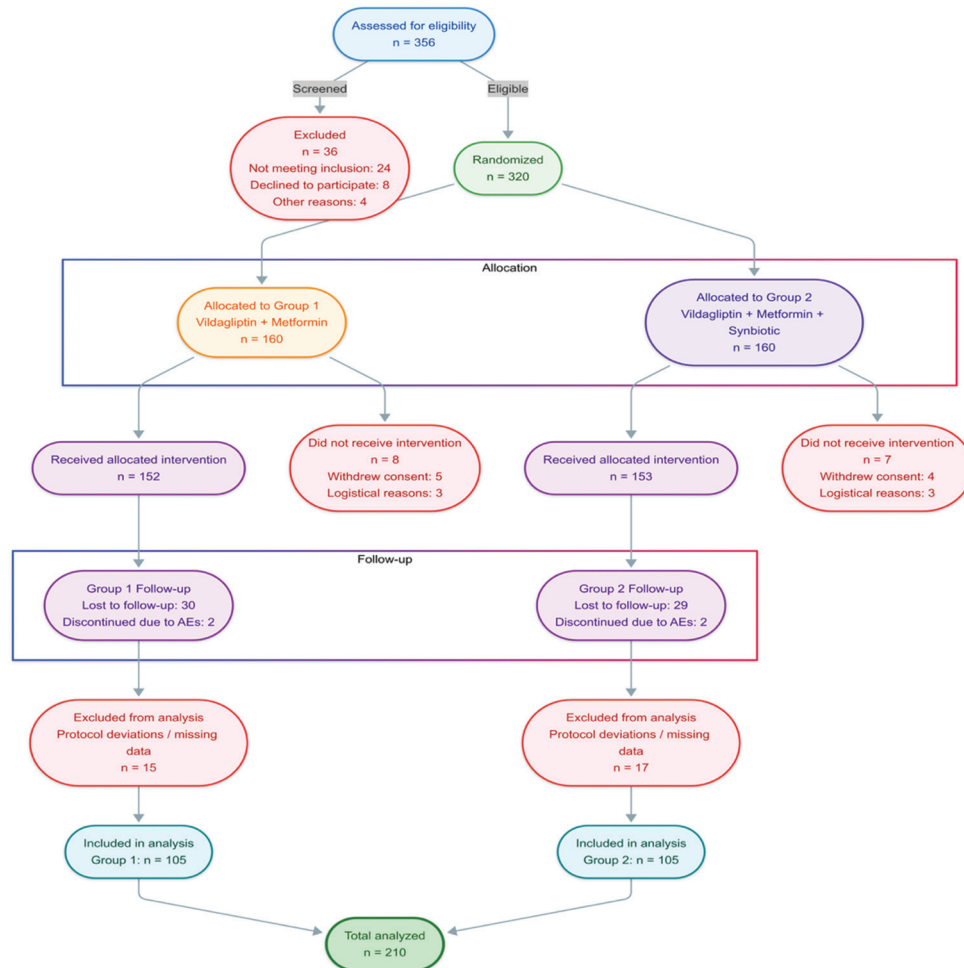 Assessed for eligibility
n = 356
Screened
Eligible
Excluded
n = 36
Not meeting inclusion: 24
Declined to participate: 8
Other reasons: 4
Randomized
n = 320
Allocation
Allocated to Group 1
Vildagliptin + Metformin
n = 160
Allocated to Group 2
Vildagliptin + Metformin +
Synbiotic
n = 160
Received allocated intervention
n = 152
Did not receive intervention
n = 8
Withdrew consent: 5
Logistical reasons: 3
Received allocated intervention
n = 153
Did not receive intervention
n = 7
Withdrew consent: 4
Logistical reasons: 3
Follow-up
Group 1 Follow-up
Lost to follow-up: 30
Discontinued due to AEs: 2
Group 2 Follow-up
Lost to follow-up: 29
Discontinued due to AEs: 2
Excluded from analysis
Protocol deviations / missing
data
n = 15
Excluded from analysis
Protocol deviations / missing
data
n = 17
Included in analysis
Group 1: n = 105
Included in analysis
Group 2: n = 105
Total analyzed
n = 210